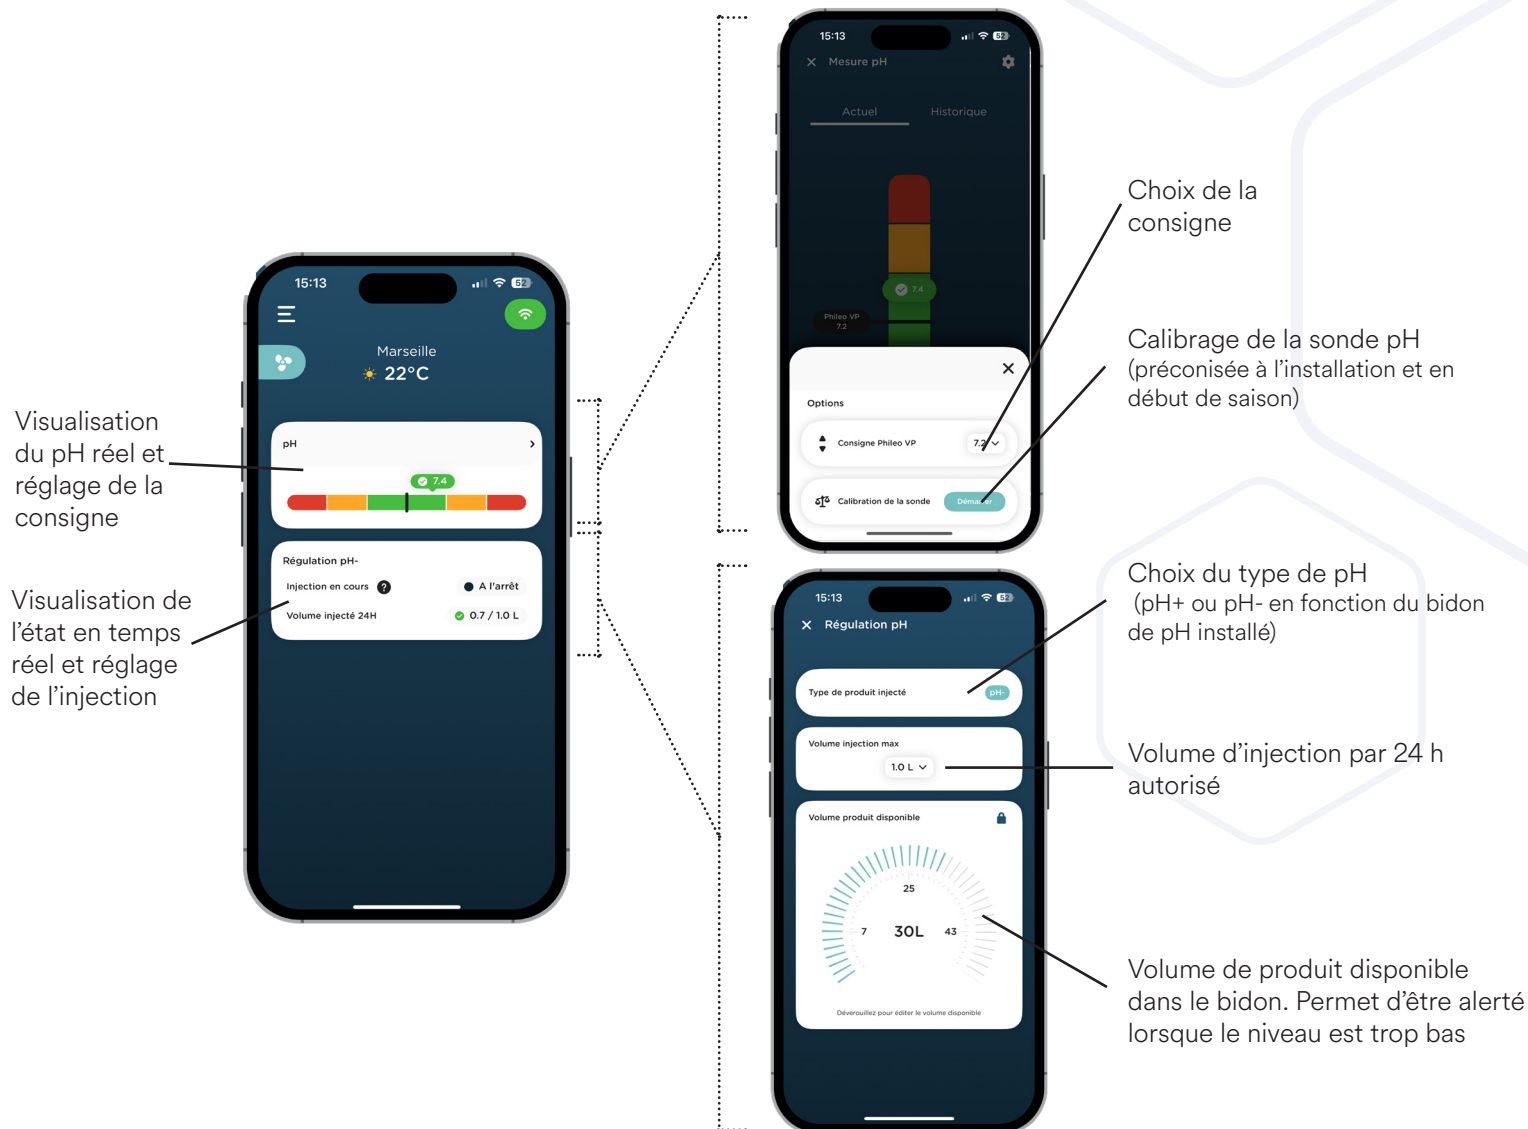 Visualisation
du pH réel et
réglage de la
consigne
Visualisation de
l'état en temps
réel et réglage
de l'injection
15:13
52
Marseille
22°C
pH
7.4
Régulation pH-
Injection en cours ?
A l'arrêt
Volume injecté 24H
0.7 / 1.0 L
15:13
52
Mesure pH
Actuel
Historique
7.4
Phileo VP
7.2
Options
Consigne Phileo VP
7.2
Calibration de la sonde
Démarrer
Choix de la
consigne
Calibrage de la sonde pH
(préconisée à l'installation et en
début de saison)
15:13
52
Régulation pH
Type de produit injecté
pH-
Volume injection max
1.0 L
Volume produit disponible
25
7
30L
43
Déverouillez pour éditer le volume disponible
Choix du type de pH
(pH+ ou pH- en fonction du bidon
de pH installé)
Volume d'injection par 24 h
autorisé
Volume de produit disponible
dans le bidon. Permet d'être alerté
lorsque le niveau est trop bas